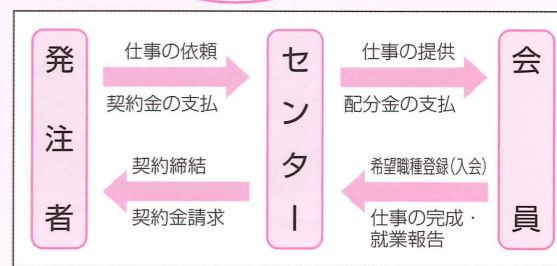 発注者
仕事の依頼
契約金の支払
契約締結
契約金請求
センター
仕事の提供
配分金の支払
希望職種登録(入会)
仕事の完成・
就業報告
会員